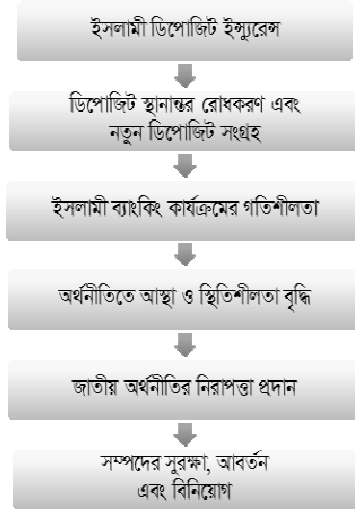 ইসলামী ডিপোজিট ইন্স্যুরেন্স
ডিপোজিট স্থানান্তর রোধকরণ এবং
নতুন ডিপোজিট সংগ্রহ
ইসলামী ব্যাংকিং কার্যক্রমের গতিশীলতা
অর্থনীতিতে আস্থা ও স্থিতিশীলতা বৃদ্ধি
জাতীয় অর্থনীতির নিরাপত্তা প্রদান
সম্পদের সুরক্ষা, আবর্তন
এবং বিনিয়োগ